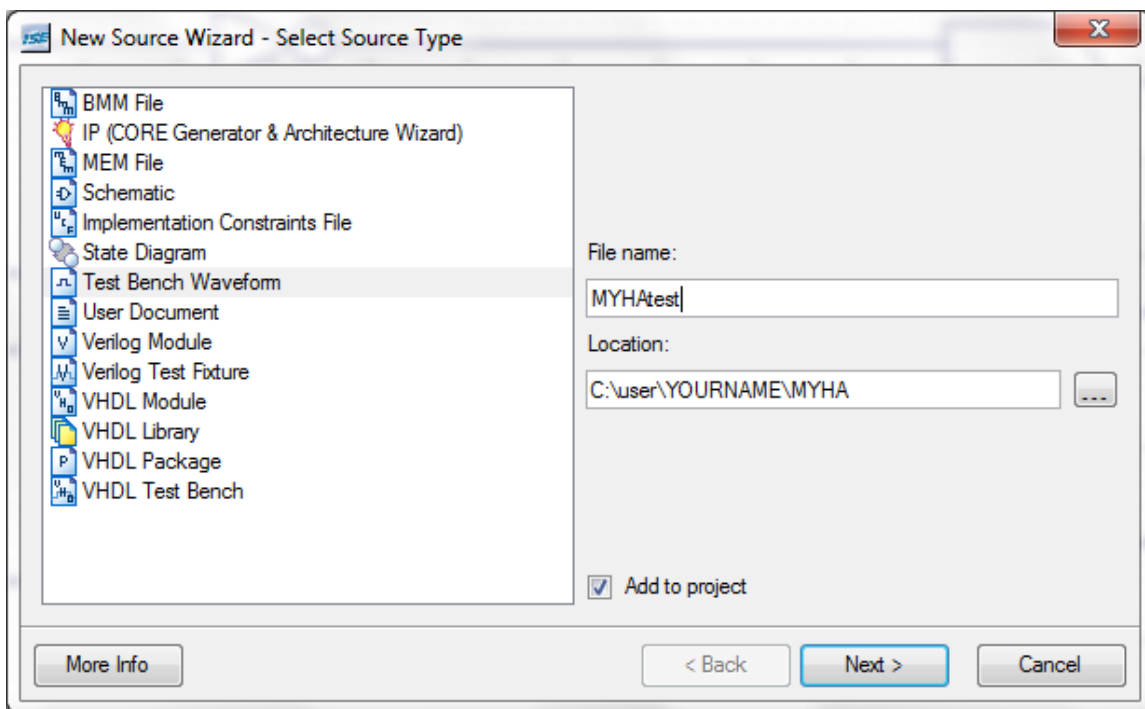 ISE New Source Wizard - Select Source Type
BMM File
IP (CORE Generator & Architecture Wizard)
MEM File
Schematic
Implementation Constraints File
State Diagram
Test Bench Waveform
User Document
Verilog Module
Verilog Test Fixture
VHDL Module
VHDL Library
VHDL Package
VHDL Test Bench
File name:
MYHAtest
Location:
C:\user\YOURNAME\MYHA
...
Add to project
More Info
< Back
Next >
Cancel